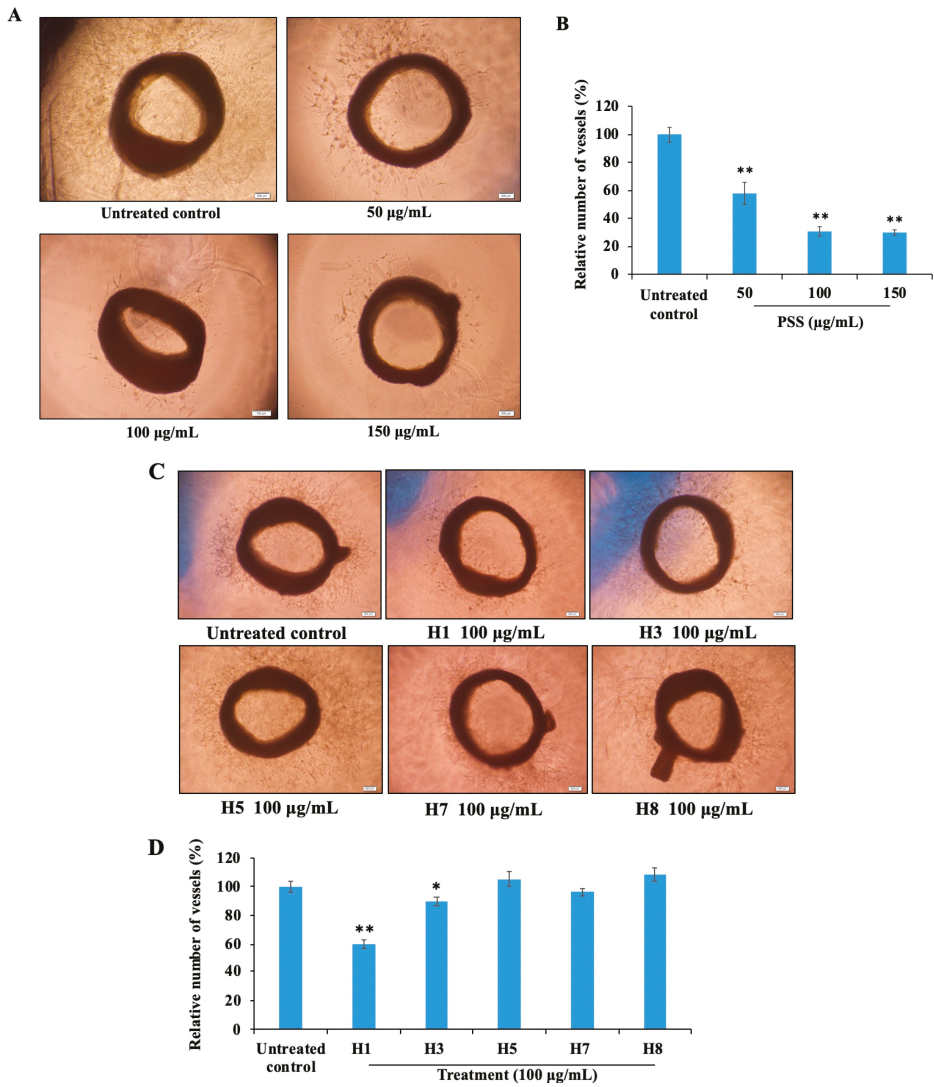 A
Untreated control
50 µg/mL
100 µg/mL
150 µg/mL
B
Relative number of vessels (%)
120
100
80
60
40
20
0
**
**
**
Untreated
control
50
100
150
PSS (µg/mL)
C
Untreated control
H1 100 µg/mL
H3 100 µg/mL
H5 100 µg/mL
H7 100 µg/mL
H8 100 µg/mL
D
Relative number of vessels (%)
120
100
80
60
40
20
0
**
*
Untreated
control
H1
H3
H5
H7
H8
Treatment (100 µg/mL)